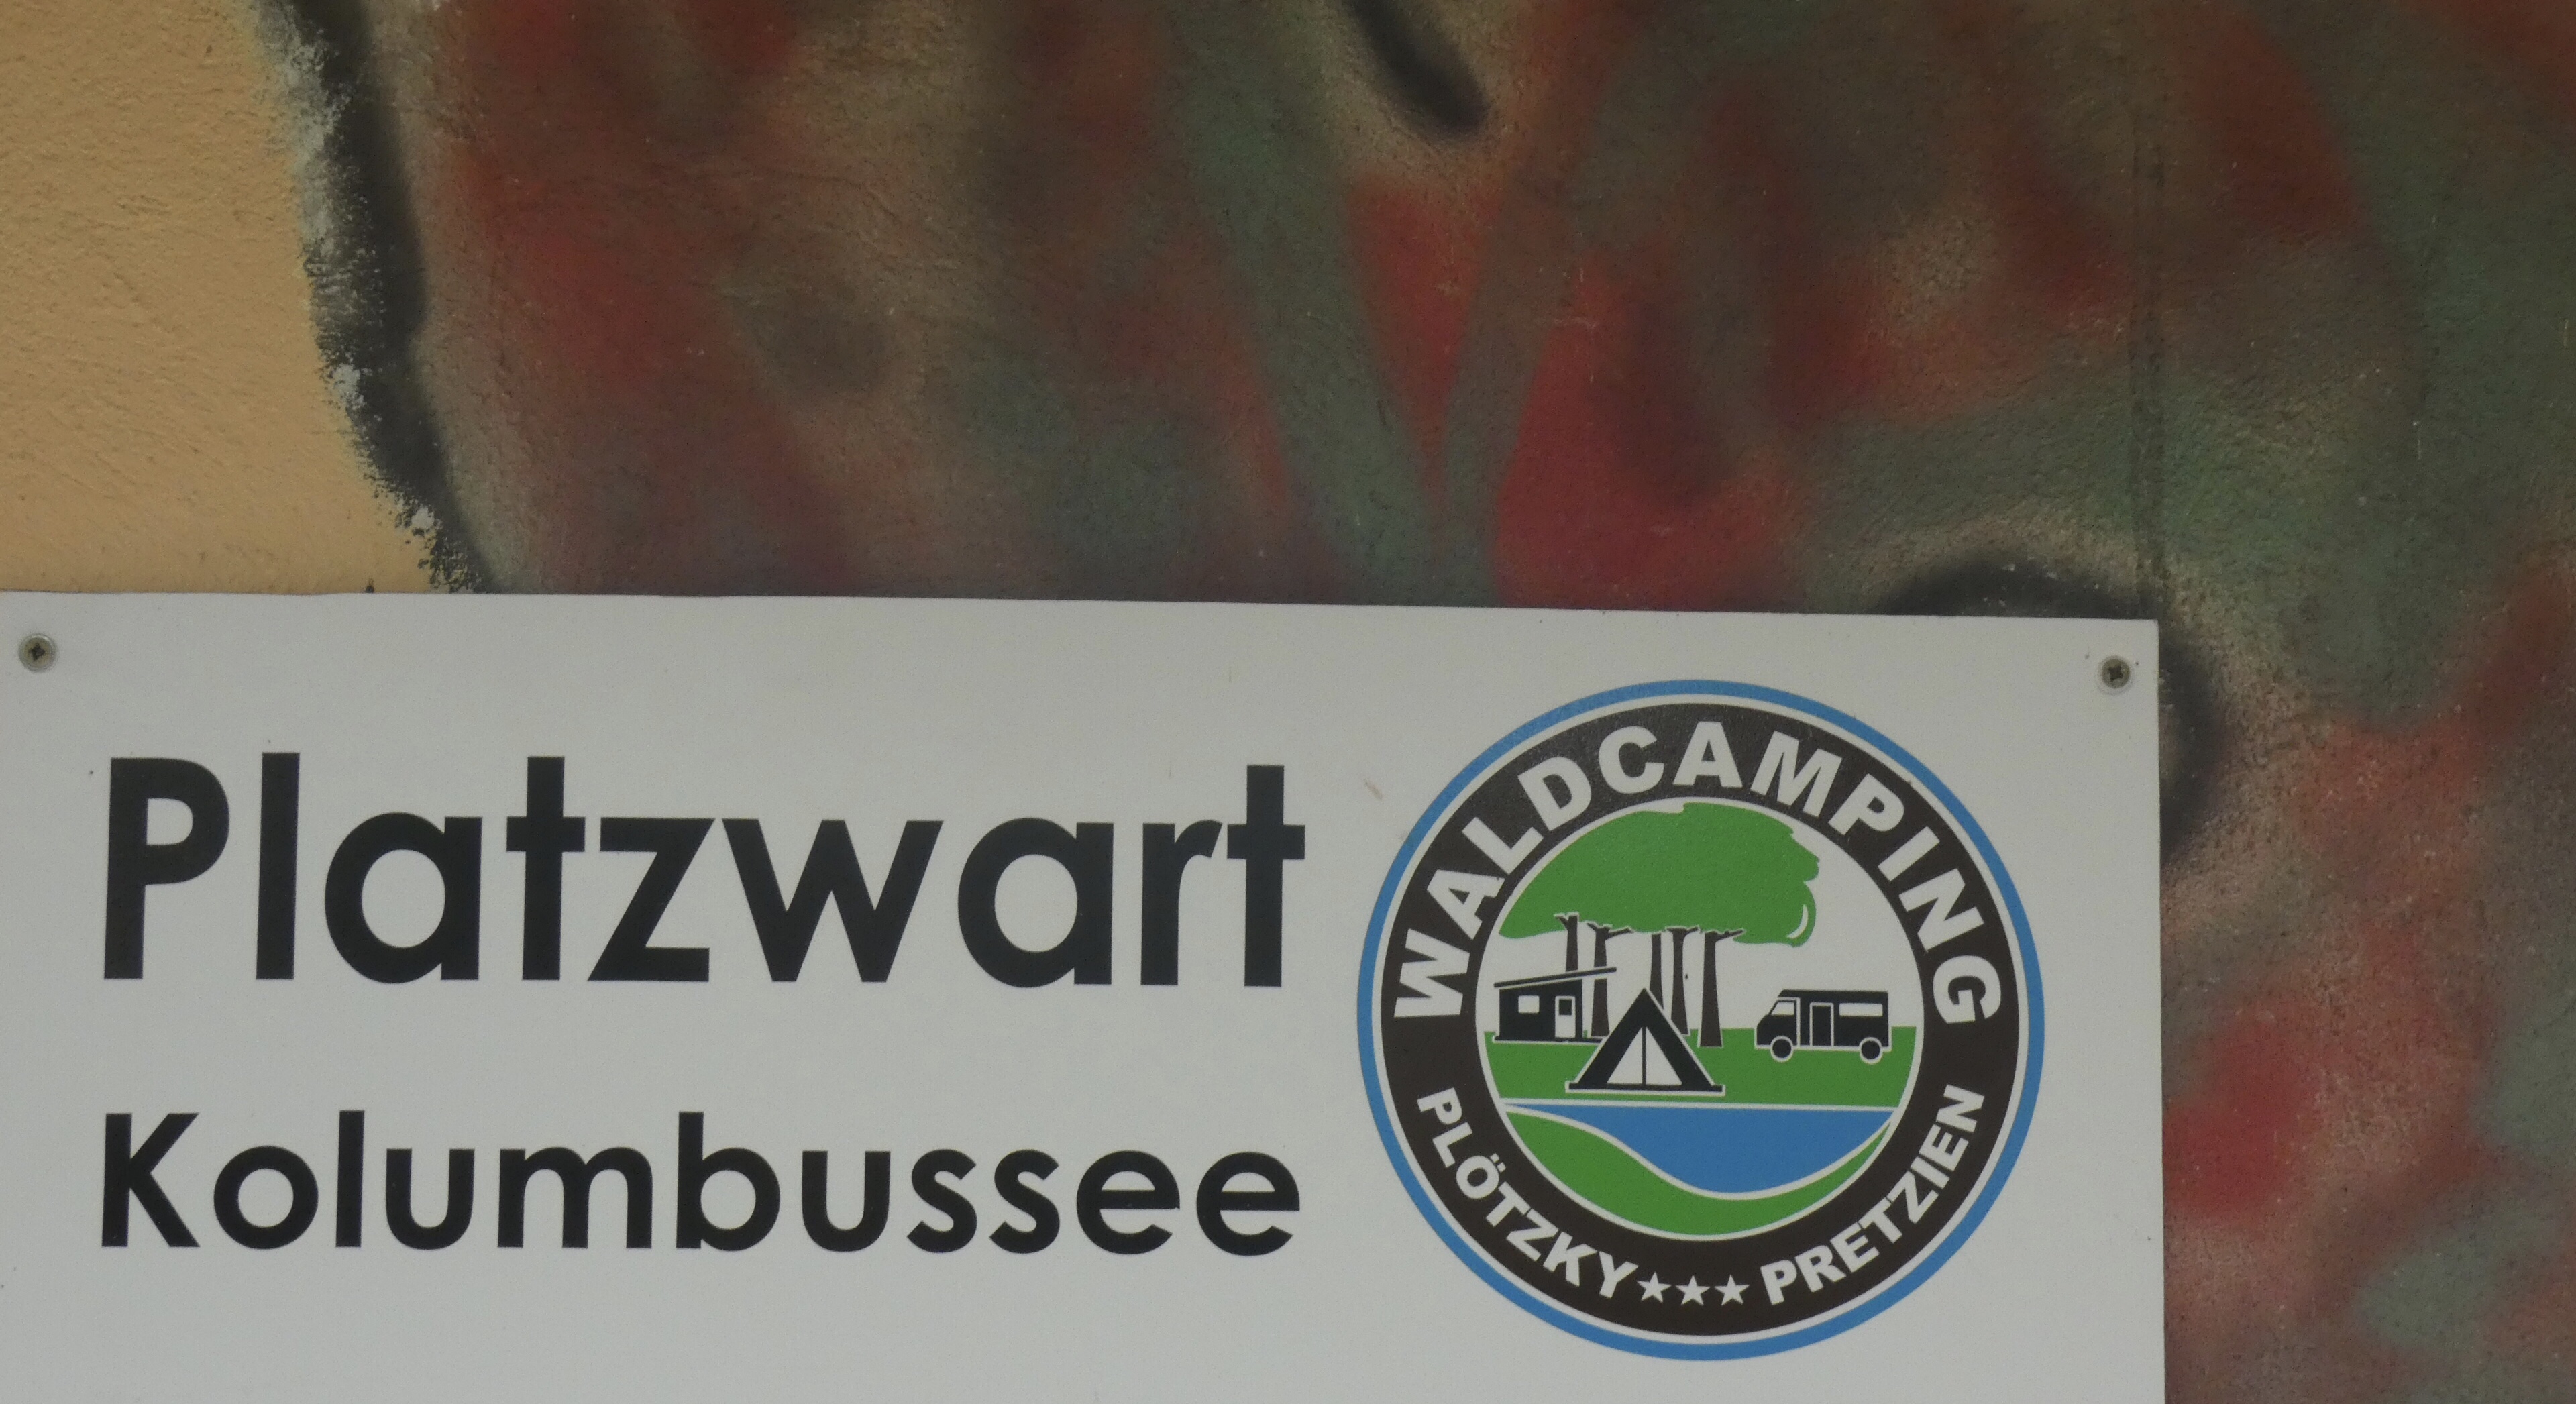 Platzwart
Kolumbussee
WALDCAMPING
PLÖTZKY★★★PRETZIEN